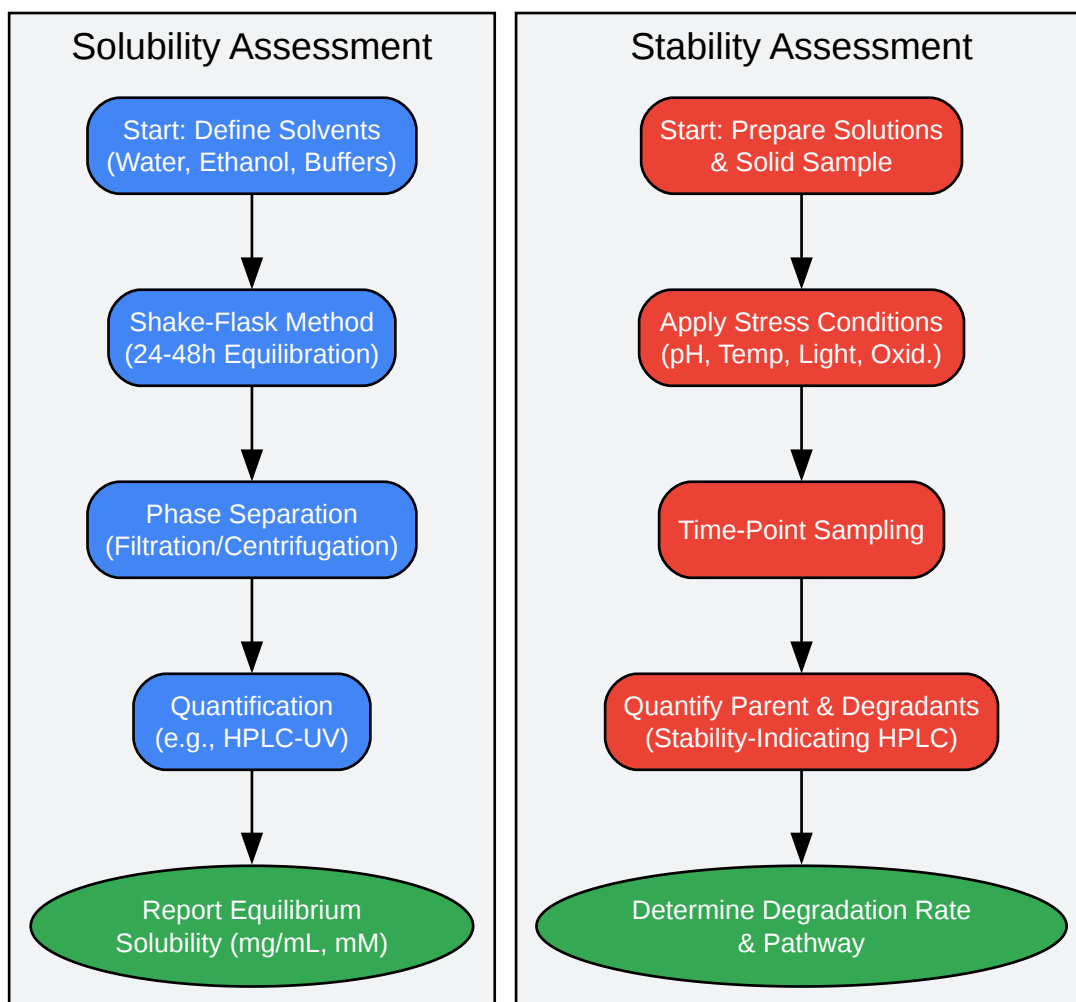 Solubility Assessment
Start: Define Solvents
(Water, Ethanol, Buffers)
Shake-Flask Method
(24-48h Equilibration)
Phase Separation
(Filtration/Centrifugation)
Quantification
(e.g., HPLC-UV)
Report Equilibrium
Solubility (mg/mL, mM)
Stability Assessment
Start: Prepare Solutions
& Solid Sample
Apply Stress Conditions
(pH, Temp, Light, Oxid.)
Time-Point Sampling
Quantify Parent & Degradants
(Stability-Indicating HPLC)
Determine Degradation Rate
& Pathway